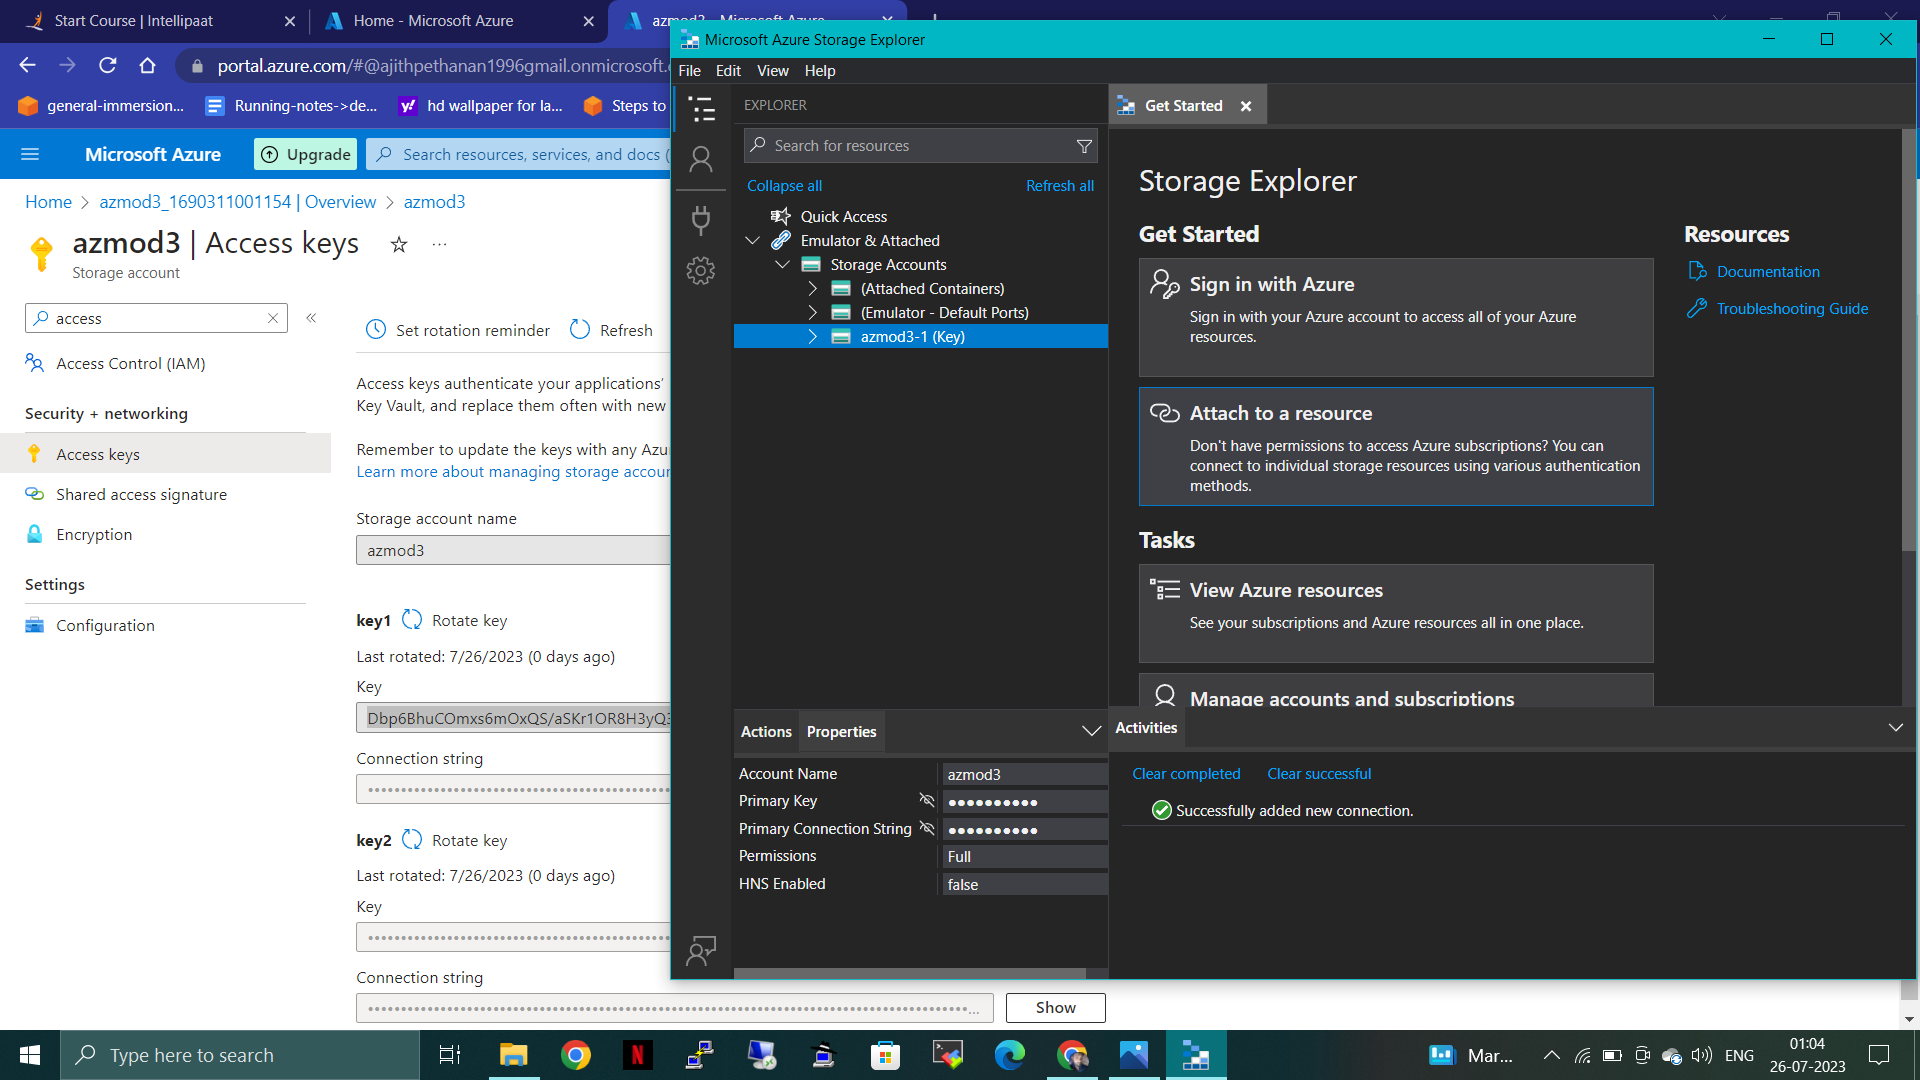 Start Course | Intellipaat
Home - Microsoft Azure
azmod3 - Microsoft Azure
portal.azure.com/#@ajithpethanan1996gmail.onmicrosoft.
general-immersion...
Running-notes->de...
hd wallpaper for la...
Steps to
Microsoft Azure
Upgrade
Search resources, services, and docs (
Home > azmod3_1690311001154 | Overview > azmod3
azmod3 | Access keys
Storage account
access
Access Control (IAM)
Security + networking
Access keys
Shared access signature
Encryption
Settings
Configuration
Set rotation reminder
Refresh
Access keys authenticate your applications'
Key Vault, and replace them often with new
Remember to update the keys with any Azu
Learn more about managing storage accour
Storage account name
azmod3
key1
Rotate key
Last rotated: 7/26/2023 (0 days ago)
Key
Dbp6BhuCOmxs6mOxQS/aSKr1OR8H3yQ3
Connection string
key2
Rotate key
Last rotated: 7/26/2023 (0 days ago)
Key
Connection string
Show
Microsoft Azure Storage Explorer
File Edit View Help
EXPLORER
Search for resources
Collapse all
Refresh all
Quick Access
Emulator & Attached
Storage Accounts
(Attached Containers)
(Emulator - Default Ports)
azmod3-1 (Key)
Actions
Properties
Account Name
azmod3
Primary Key
Primary Connection String
Permissions
Full
HNS Enabled
false
Get Started
Storage Explorer
Get Started
Sign in with Azure
Sign in with your Azure account to access all of your Azure
resources.
Attach to a resource
Don't have permissions to access Azure subscriptions? You can
connect to individual storage resources using various authentication
methods.
Tasks
View Azure resources
See your subscriptions and Azure resources all in one place.
Manage accounts and subscriptions
Resources
Documentation
Troubleshooting Guide
Activities
Clear completed
Clear successful
Successfully added new connection.
Type here to search
Mar...
ENG
01:04
26-07-2023